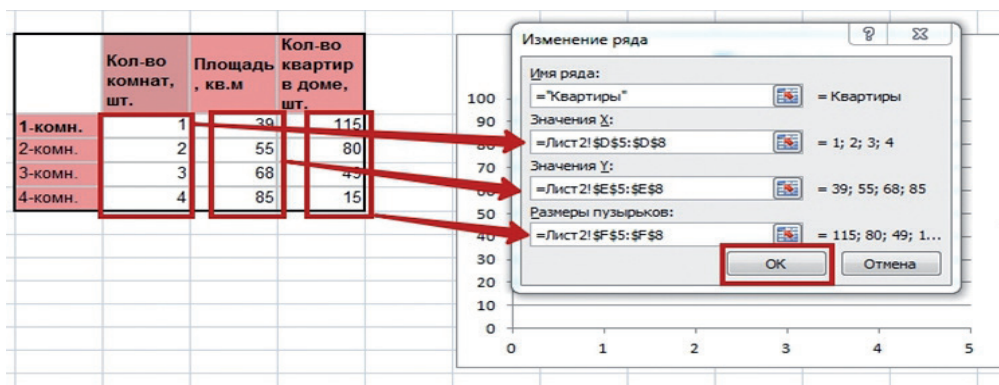 Кол-во комнат, шт.
Площадь, кв.м
Кол-во квартир в доме, шт.
1-комн. 1 39 115
2-комн. 2 55 80
3-комн. 3 68
4-комн. 4 85 15
Изменение ряда
Имя ряда:
="Квартиры" = Квартиры
Значения X:
=Лист2!$D$5:$D$8 = 1; 2; 3; 4
Значения Y:
=Лист2!$E$5:$E$8 = 39; 55; 68; 85
Размеры пузырьков:
=Лист2!$F$5:$F$8 = 115; 80; 49; 1...
ОК Отмена
100
90
80
70
60
50
40
30
20
10
0
0 1 2 3 4 5